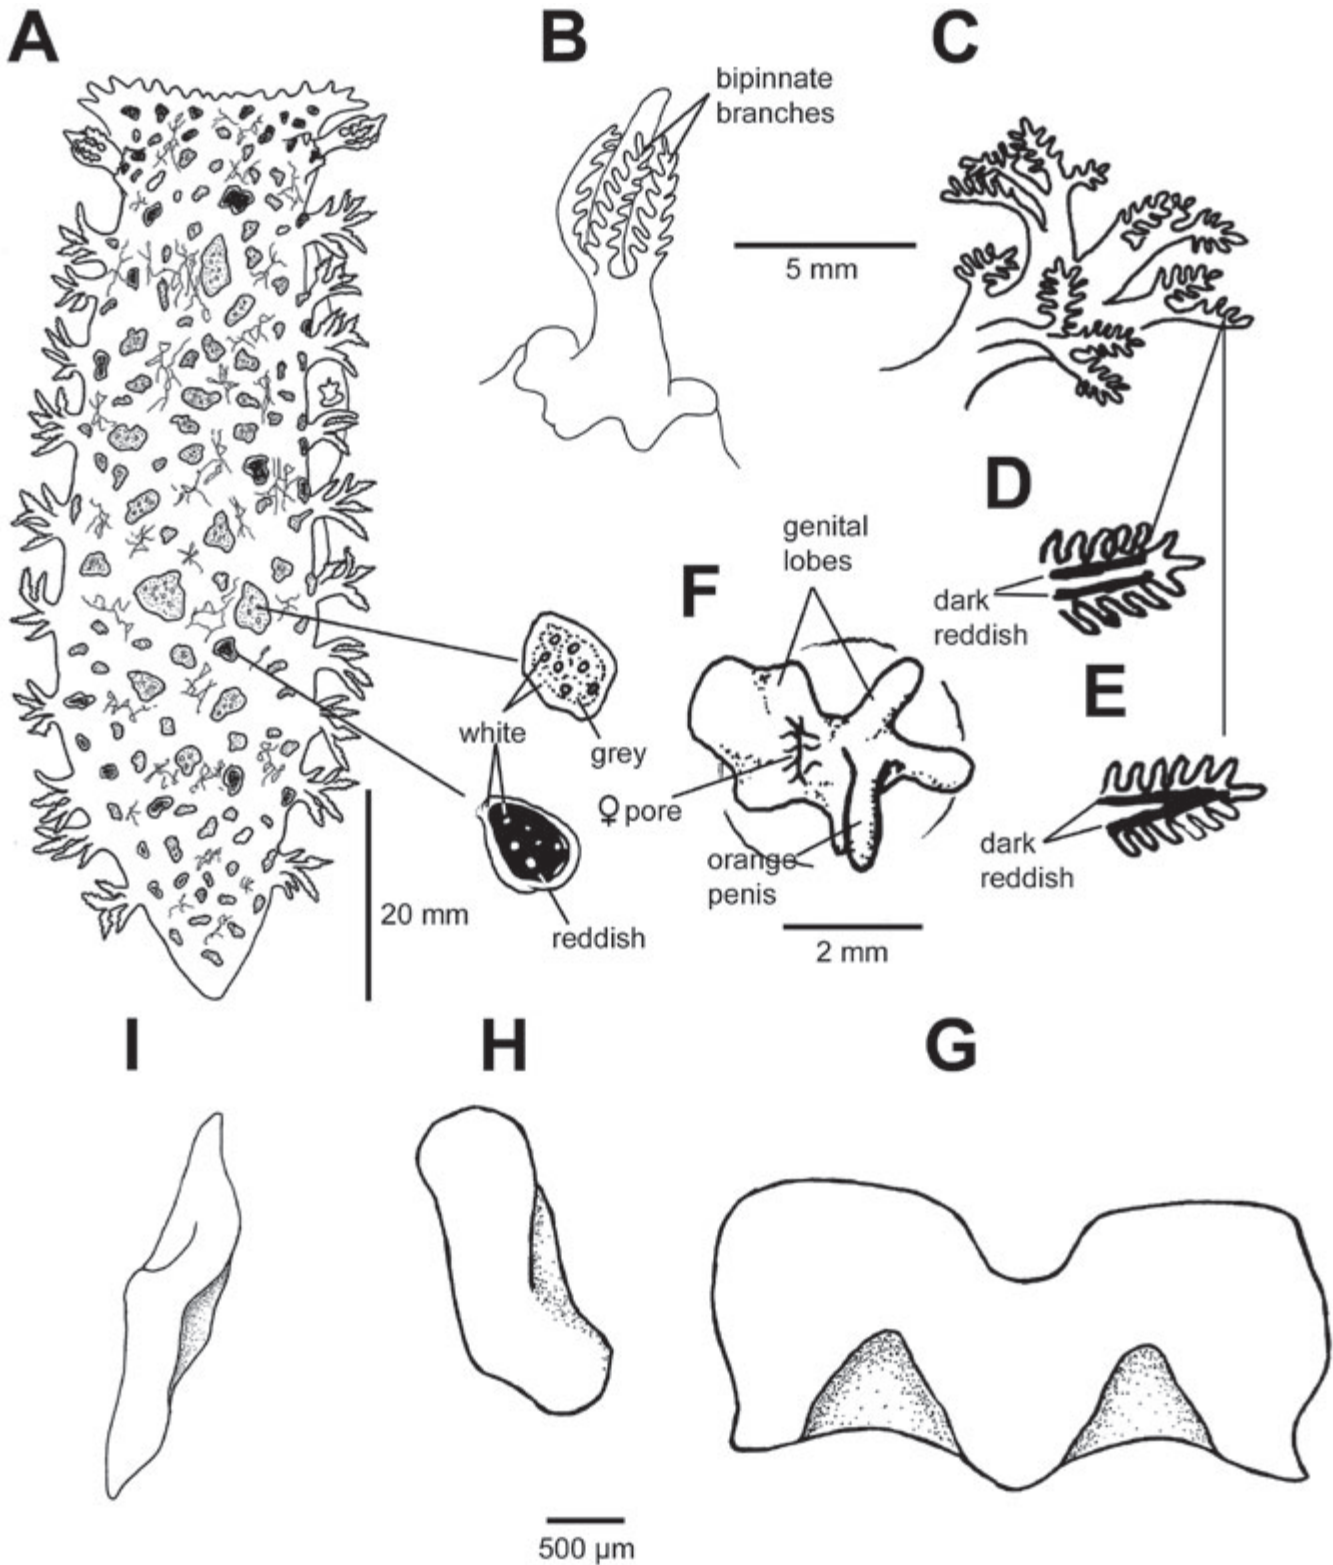 A
B
C
bipinnate
branches
5 mm
D
genital
lobes
F
dark
reddish
E
white
grey
♀ pore
dark
reddish
orange
penis
20 mm
reddish
2 mm
I
H
G
500 µm